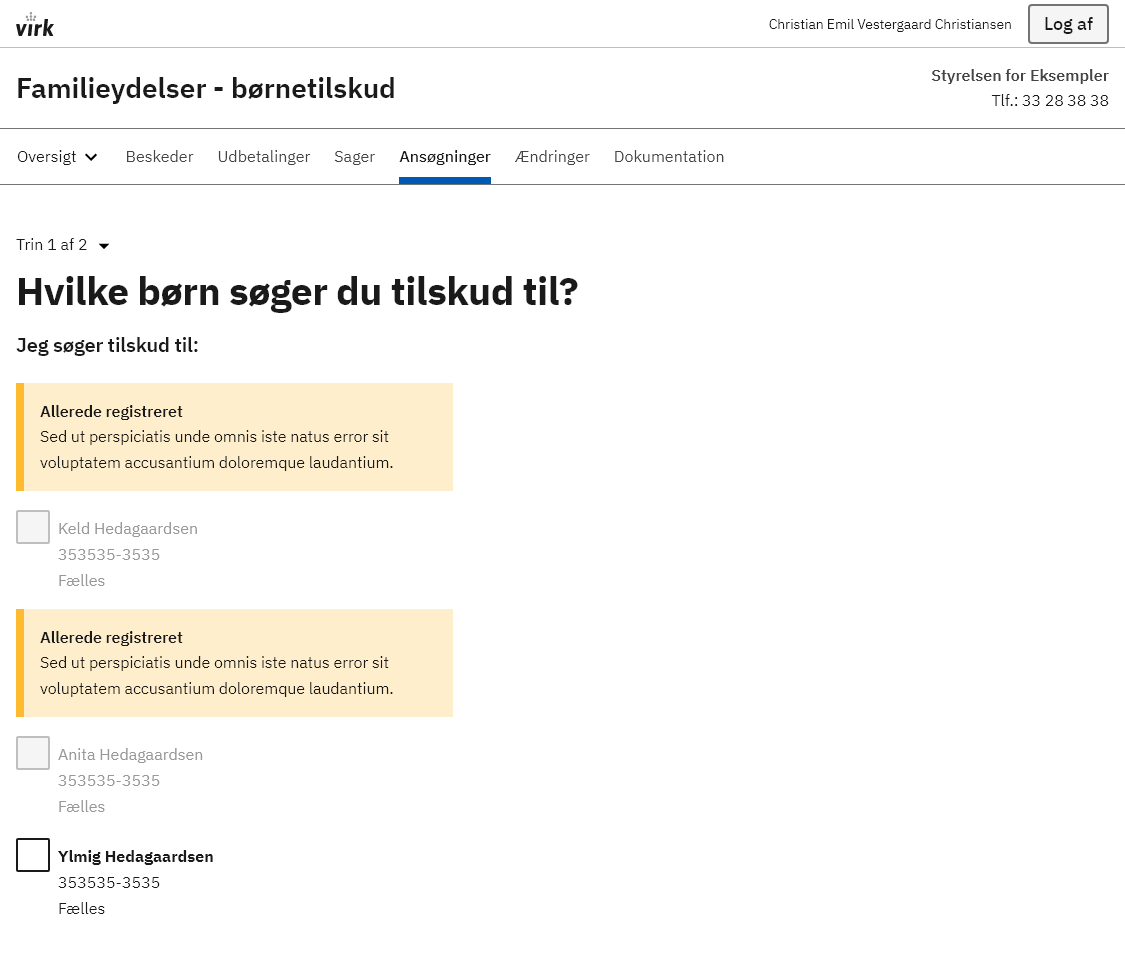 virk
Christian Emil Vestergaard Christiansen
Log af
Familieydelser - børnetilskud
Styrelsen for Eksempler
Tlf.: 33 28 38 38
Oversigt Beskeder Udbetalinger Sager Ansøgninger Ændringer Dokumentation
Trin 1 af 2
Hvilke børn søger du tilskud til?
Jeg søger tilskud til:
Allerede registreret
Sed ut perspiciatis unde omnis iste natus error sit
voluptatem accusantium doloremque laudantium.
Keld Hedagaardsen
353535-3535
Fælles
Allerede registreret
Sed ut perspiciatis unde omnis iste natus error sit
voluptatem accusantium doloremque laudantium.
Anita Hedagaardsen
353535-3535
Fælles
Ylmig Hedagaardsen
353535-3535
Fælles